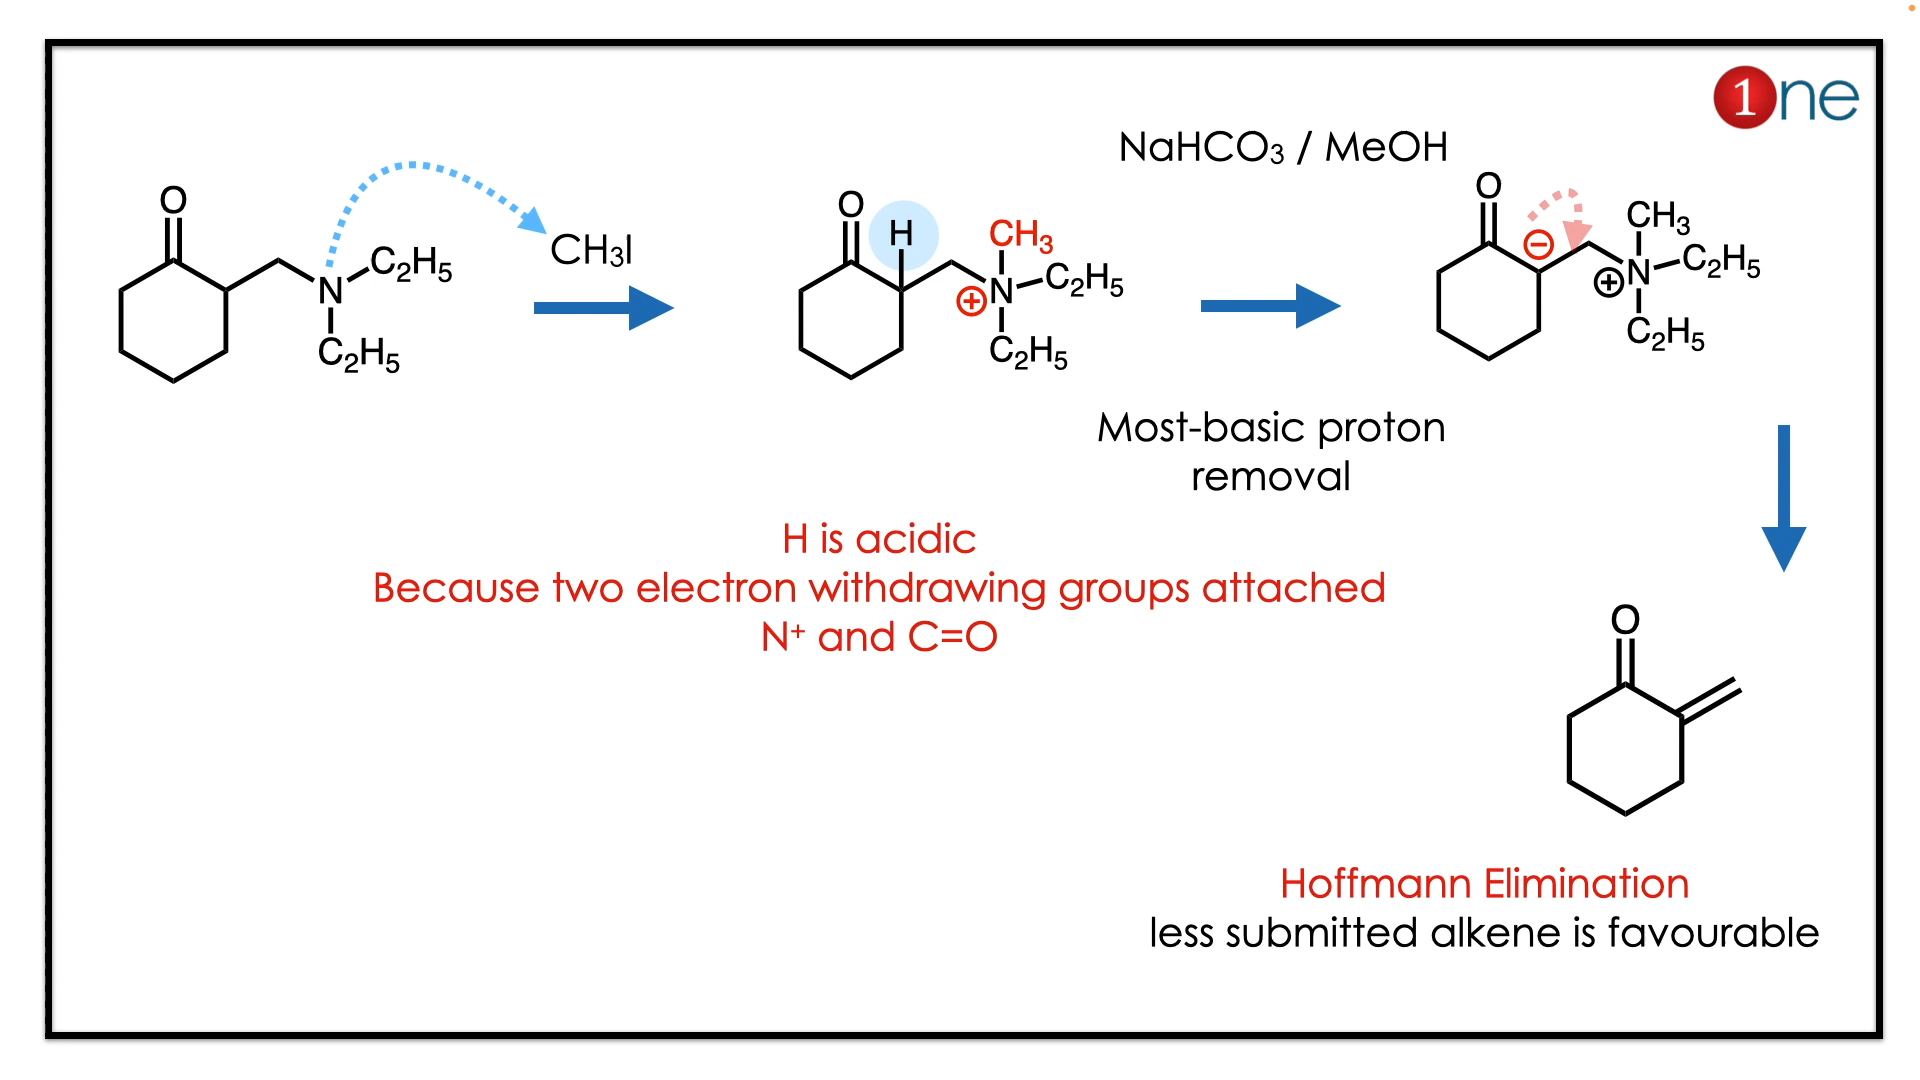 1ne
NaHCO₃ / MeOH
O
N
C₂H₅
C₂H₅
CH₃I
O
H
CH₃
N
⊕
C₂H₅
C₂H₅
O
⊖
CH₃
N
⊕
C₂H₅
C₂H₅
Most-basic proton
removal
H is acidic
Because two electron withdrawing groups attached
N⁺ and C=O
O
Hoffmann Elimination
less submitted alkene is favourable